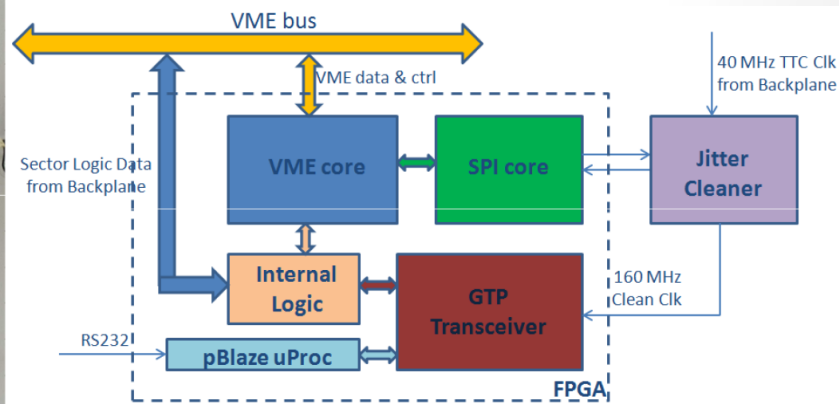 VME bus
VME data & ctrl
40 MHz TTC Clk
from Backplane
Sector Logic Data
from Backplane
VME core
SPI core
Jitter
Cleaner
Internal
Logic
GTP
Transceiver
160 MHz
Clean Clk
RS232
pBlaze uProc
FPGA